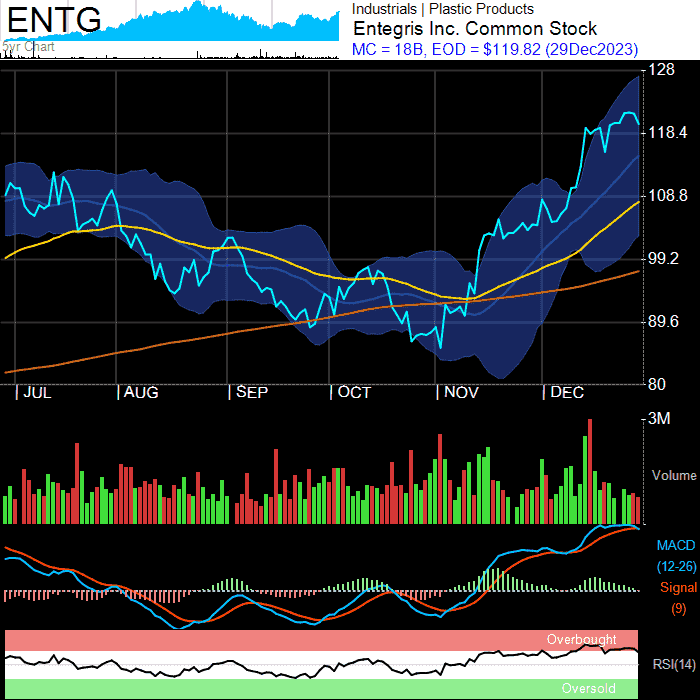 ENTG
5yr Chart
Industrials | Plastic Products
Entegris Inc. Common Stock
MC = 18B, EOD = $119.82 (29Dec2023)
128
118.4
108.8
99.2
89.6
80
JUL AUG SEP OCT NOV DEC
3M
Volume
MACD
(12-26)
Signal
(9)
Overbought
RSI(14)
Oversold